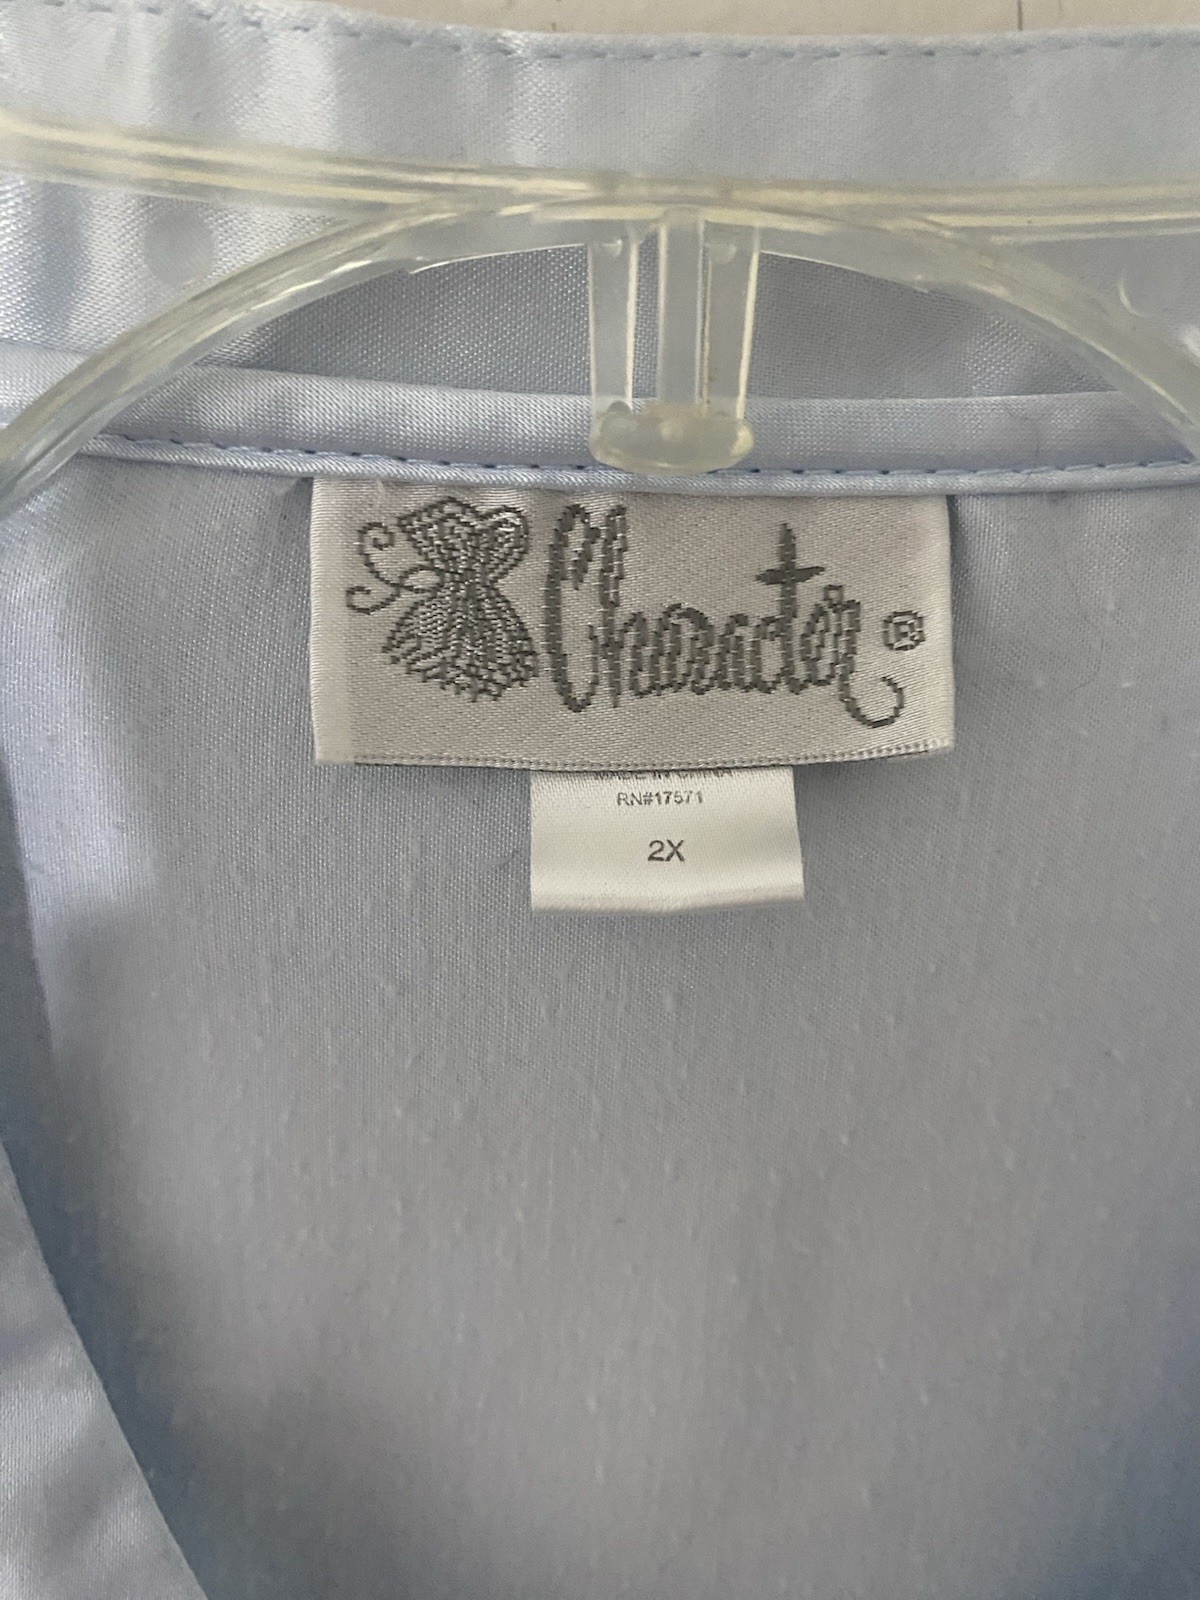 Character ®
MADE IN CHINA
RN#17571
2X